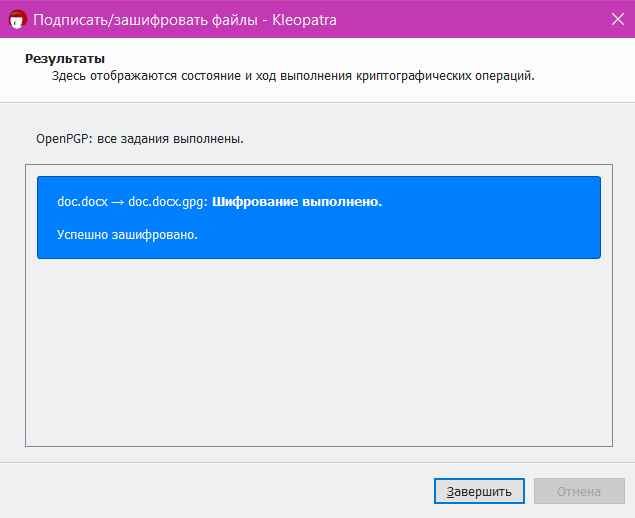 Подписать/зашифровать файлы - Kleopatra
Результаты
Здесь отображаются состояние и ход выполнения криптографических операций.
OpenPGP: все задания выполнены.
doc.docx → doc.docx.gpg: Шифрование выполнено.
Успешно зашифровано.
Завершить
Отмена